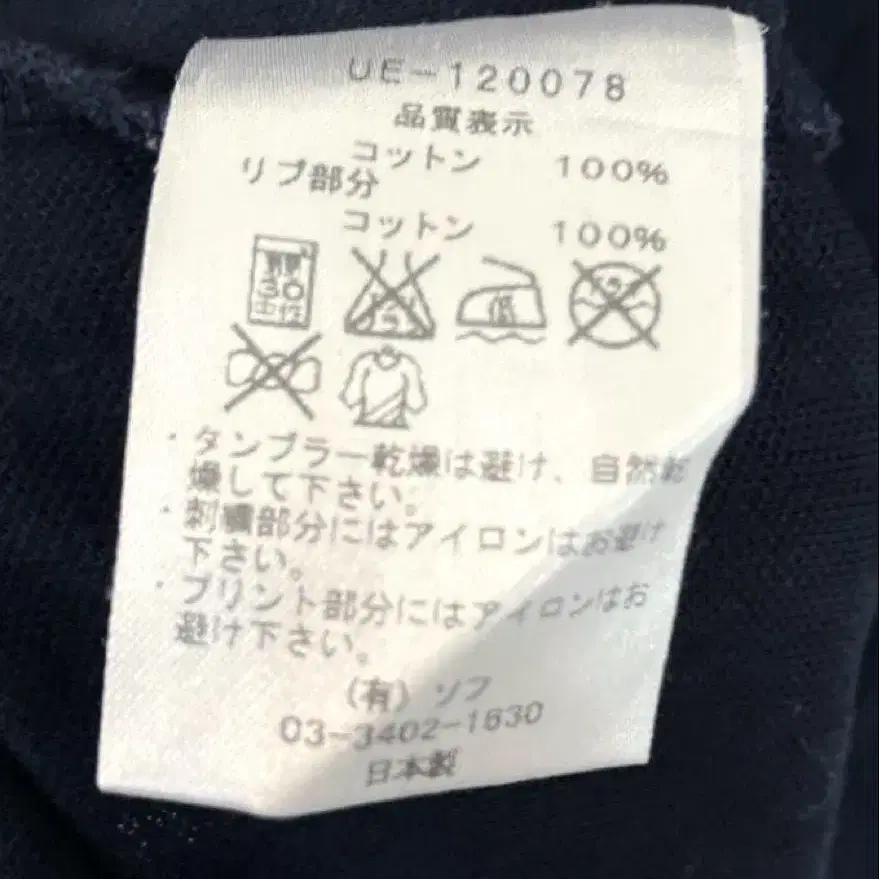 UE-120078
品質表示
コットン 100%
リブ部分
コットン 100%
30
低
・タンブラー乾燥は避け、自然乾
燥して下さい。
・刺繍部分にはアイロンはお避け
下さい。
・プリント部分にはアイロンはお
避け下さい。
(有) ソフ
03-3402-1630
日本製